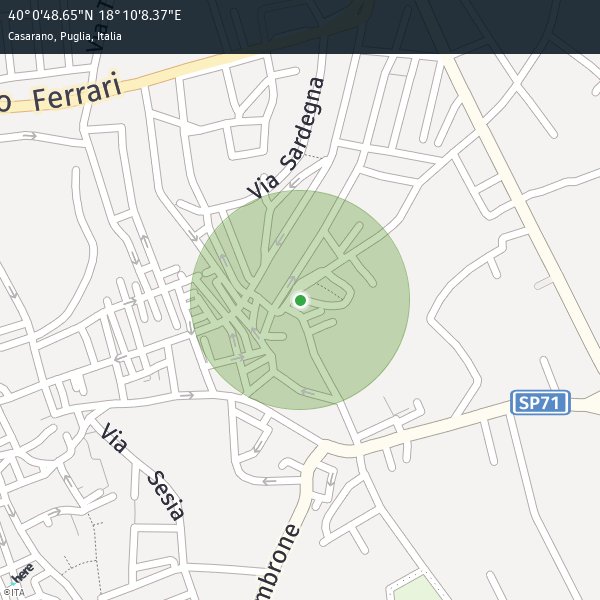 40°0'48.65"N 18°10'8.37"E
Casarano, Puglia, Italia
o Ferrari
Via Sardegna
SP71
Via Sesia
mbrone
here
©ITA